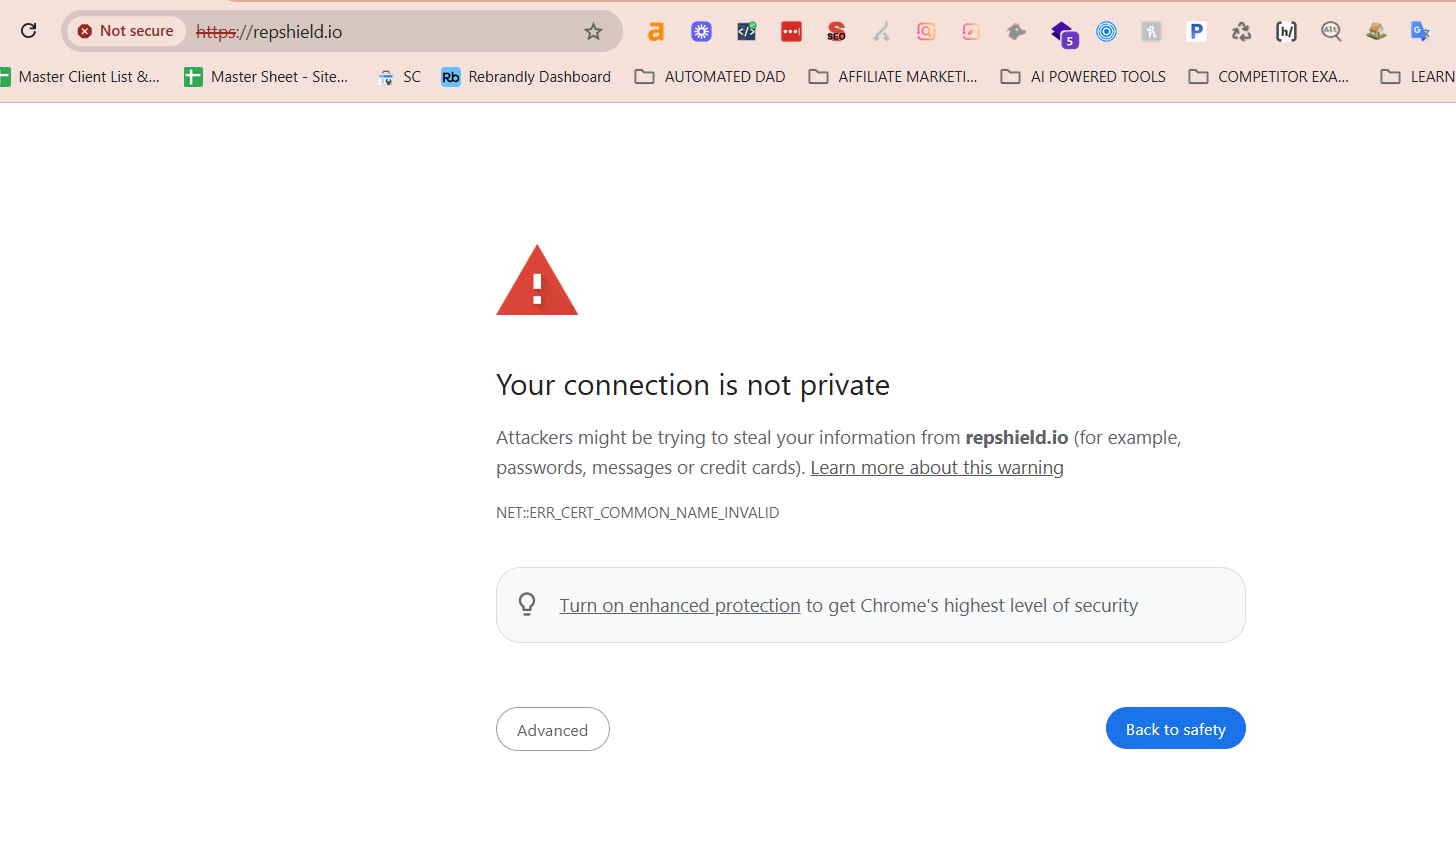 Not secure https://repshield.io a SEO 5 h P [h/] Alt G
Master Client List &... Master Sheet - Site... SC Rb Rebrandly Dashboard AUTOMATED DAD AFFILIATE MARKETI... AI POWERED TOOLS COMPETITOR EXA... LEARN
Your connection is not private
Attackers might be trying to steal your information from repshield.io (for example,
passwords, messages or credit cards). Learn more about this warning
NET::ERR_CERT_COMMON_NAME_INVALID
Turn on enhanced protection to get Chrome's highest level of security
Advanced Back to safety